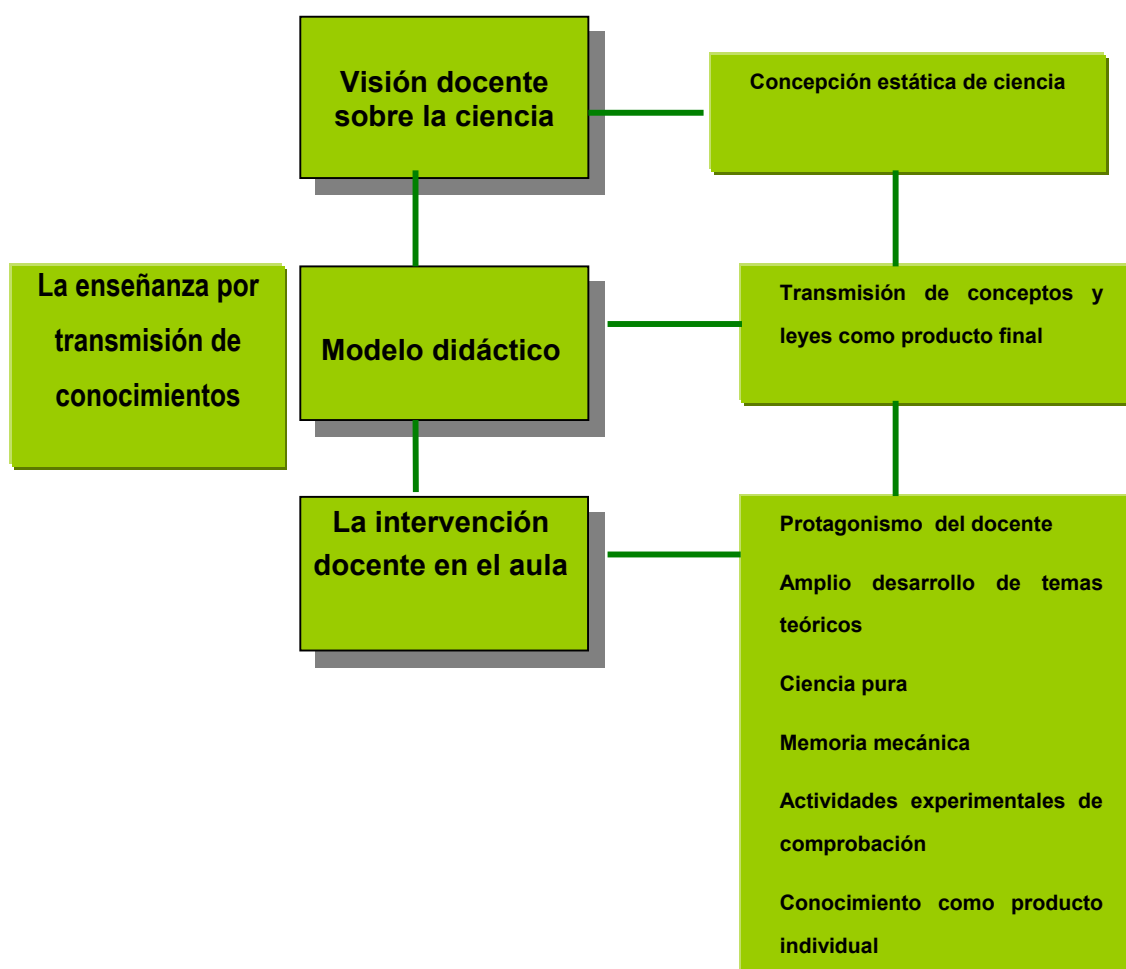 Visión docente
sobre la ciencia
Concepción estática de ciencia
La enseñanza por
transmisión de
conocimientos
Modelo didáctico
Transmisión de conceptos y
leyes como producto final
La intervención
docente en el aula
Protagonismo del docente
Amplio desarrollo de temas
teóricos
Ciencia pura
Memoria mecánica
Actividades experimentales de
comprobación
Conocimiento como producto
individual